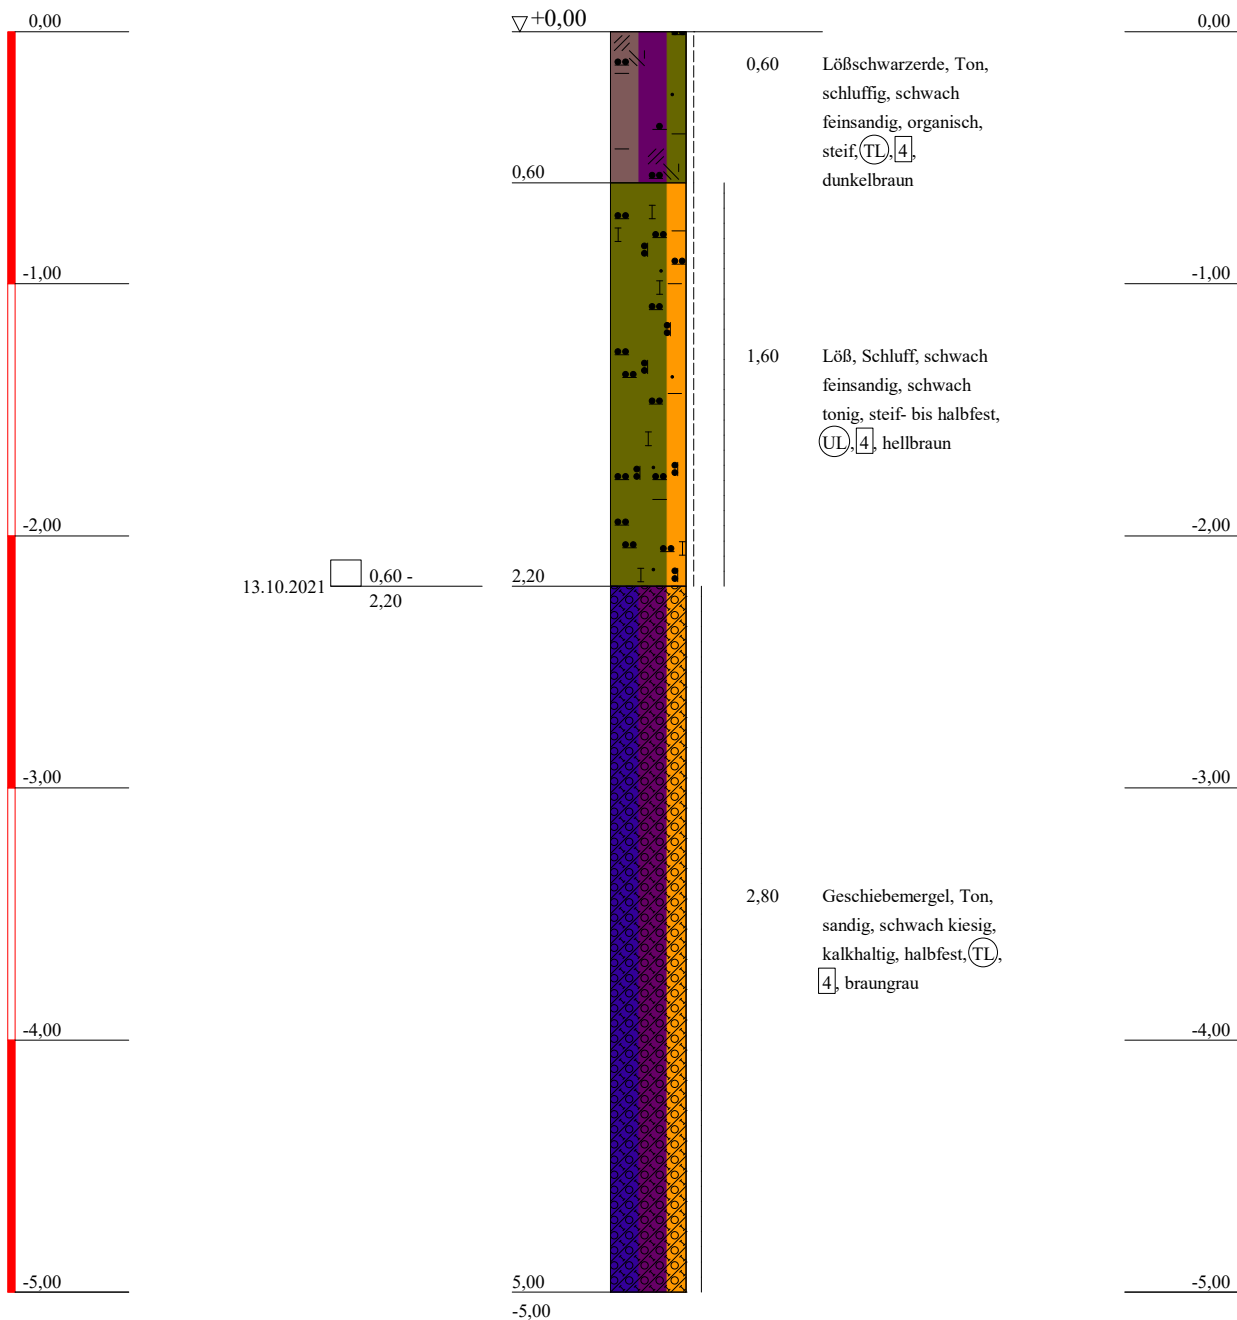 0,00
▽+0,00
0,00
0,60 Lößschwarzerde, Ton,
schluffig, schwach
feinsandig, organisch,
steif, TL, 4,
dunkelbraun
0,60
-1,00
-1,00
1,60 Löß, Schluff, schwach
feinsandig, schwach
tonig, steif- bis halbfest,
UL, 4, hellbraun
-2,00
-2,00
13.10.2021 0,60 -
2,20
2,20
-3,00
-3,00
2,80 Geschiebemergel, Ton,
sandig, schwach kiesig,
kalkhaltig, halbfest, TL,
4, braungrau
-4,00
-4,00
-5,00
5,00
-5,00
-5,00